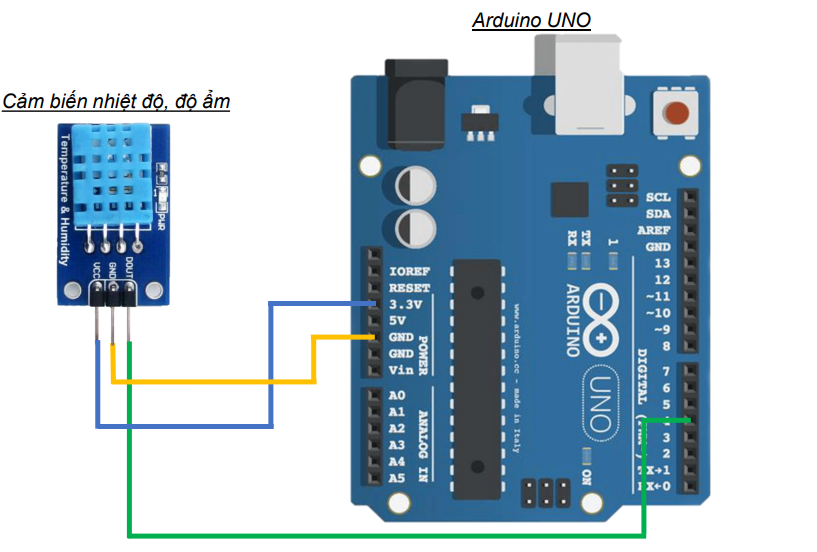 Arduino UNO
Cảm biến nhiệt độ, độ ẩm
Temperature & Humidity
PWR
VCC
GND
DOUT
IOREF
RESET
3.3V
5V
GND
GND
Vin
POWER
A0
A1
A2
A3
A4
A5
ANALOG IN
www.arduino.cc - made in Italy
RX
TX
1
ARDUINO
UNO
ON
SCL
SDA
AREF
GND
13
12
~11
~10
~9
8
7
6
5
3
2
TX→1
RX←0
DIGITAL